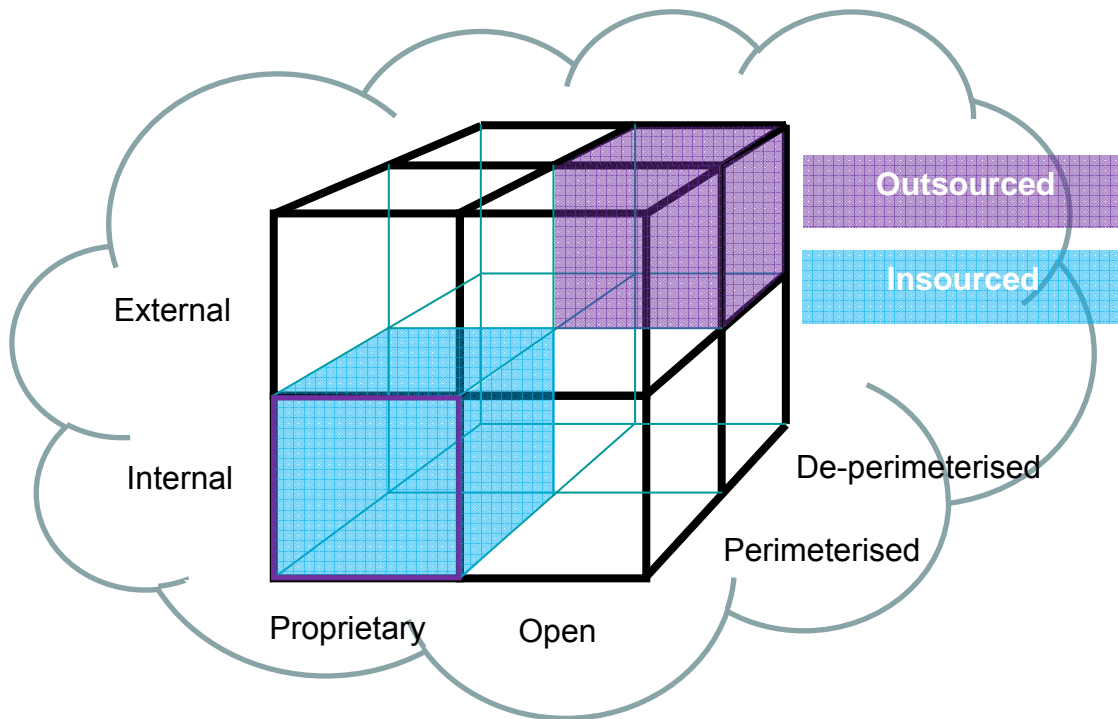 Outsourced
Insourced
External
Internal
De-perimeterised
Perimeterised
Proprietary
Open